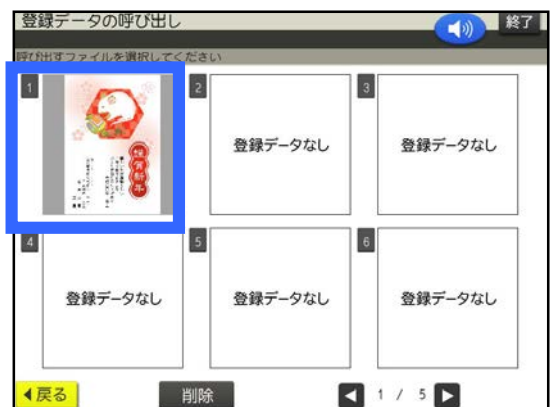 登録データの呼び出し
終了
呼び出すファイルを選択してください
1
謹賀新年
2
登録データなし
3
登録データなし
4
登録データなし
5
登録データなし
6
登録データなし
戻る
削除
1 / 5